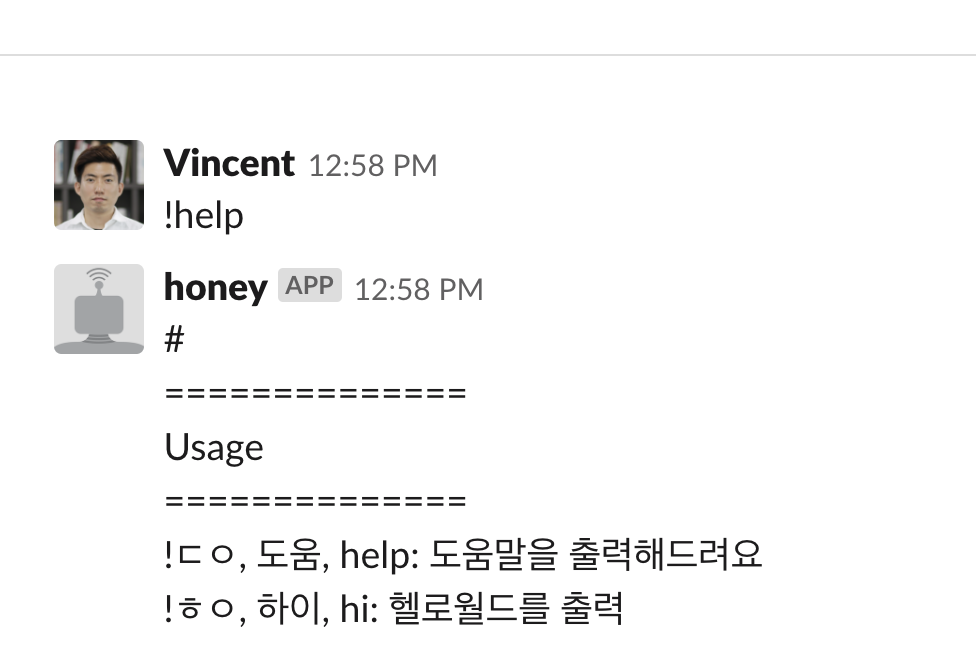 Vincent 12:58 PM
!help
honey APP 12:58 PM
#
==============
Usage
==============
!ㄷㅇ, 도움, help: 도움말을 출력해드려요
!ㅎㅇ, 하이, hi: 헬로월드를 출력